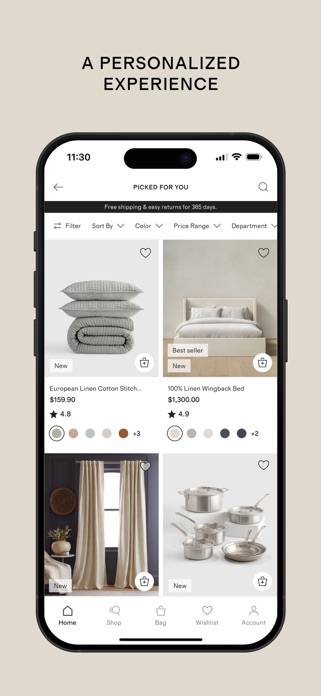 A PERSONALIZED
EXPERIENCE
11:30
PICKED FOR YOU
Free shipping & easy returns for 365 days.
Filter Sort By Color Price Range Department
New
Best seller
New
European Linen Cotton Stitch...
100% Linen Wingback Bed
$159.90
$1,300.00
4.8
4.9
+3
+2
New
New
Home Shop Bag Wishlist Account